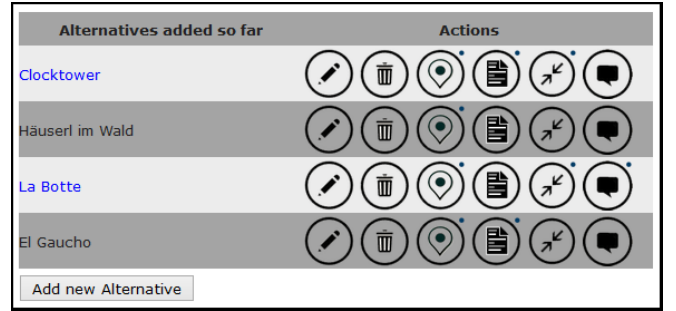 Alternatives added so far Actions
Clocktower
Häuserl im Wald
La Botte
El Gaucho
Add new Alternative